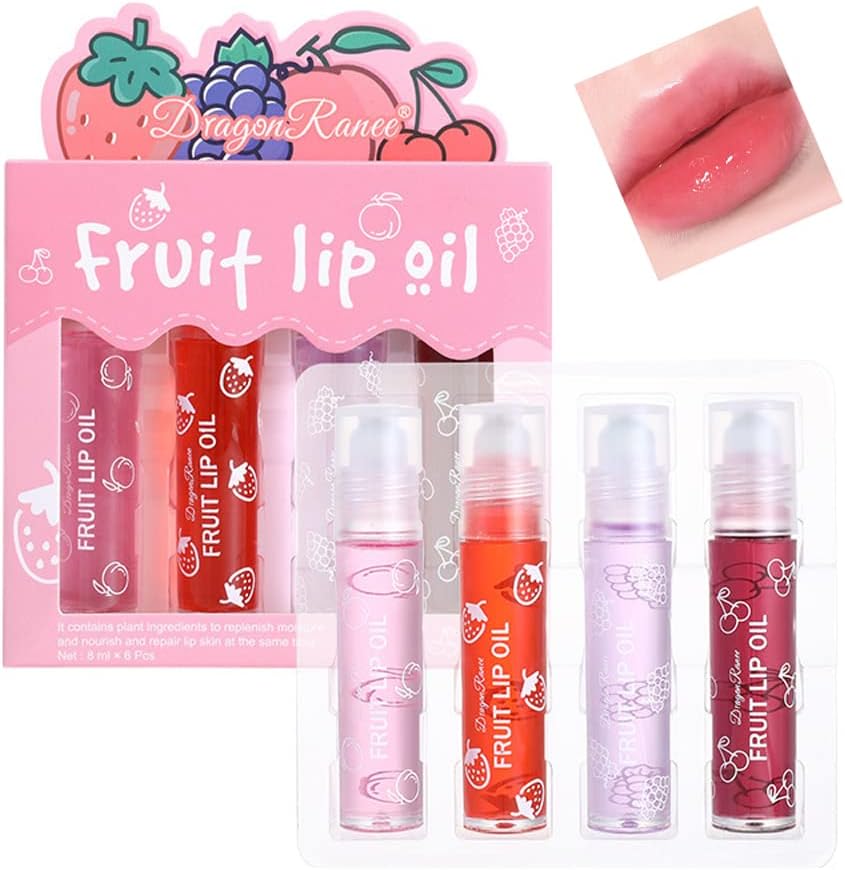 DragonRanee®
Fruit lip oil
DragonRanee
FRUIT LIP OIL
DragonRanee
FRUIT LIP OIL
It contains plant ingredients to replenish
and nourish and repair lip skin at the same
Net : 8 ml × 6 Pcs
FRUIT LIP OIL
DragonRanee
FRUIT LIP OIL
FRUIT LIP OIL
DragonRanee
FRUIT LIP OIL